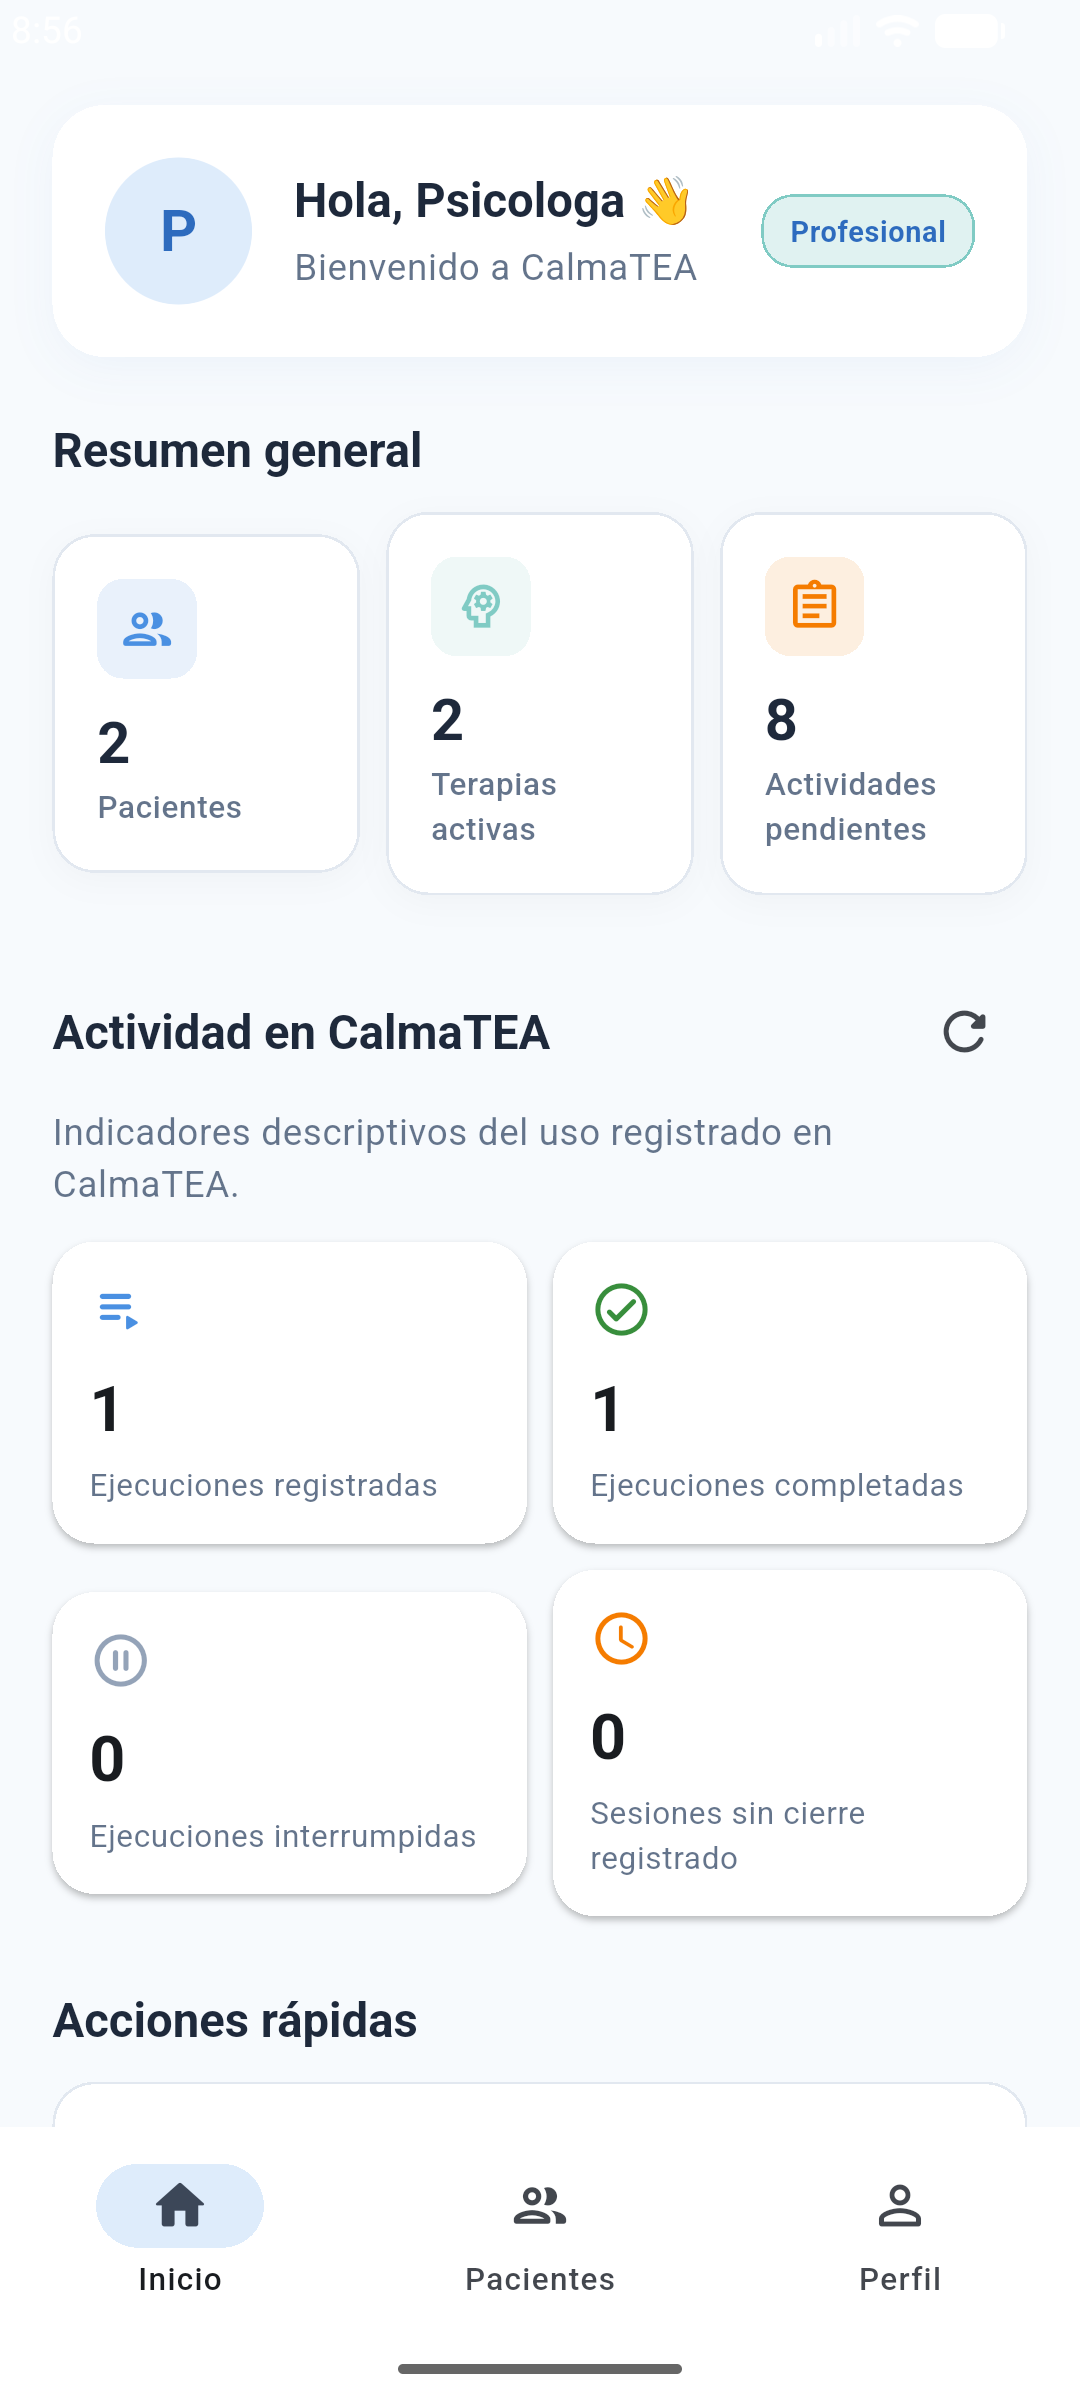 8:56
P
Hola, Psicologa 👋
Bienvenido a CalmaTEA
Profesional
Resumen general
2
Pacientes
2
Terapias
activas
8
Actividades
pendientes
Actividad en CalmaTEA
Indicadores descriptivos del uso registrado en
CalmaTEA.
1
Ejecuciones registradas
1
Ejecuciones completadas
0
Ejecuciones interrumpidas
0
Sesiones sin cierre
registrado
Acciones rápidas
Inicio
Pacientes
Perfil